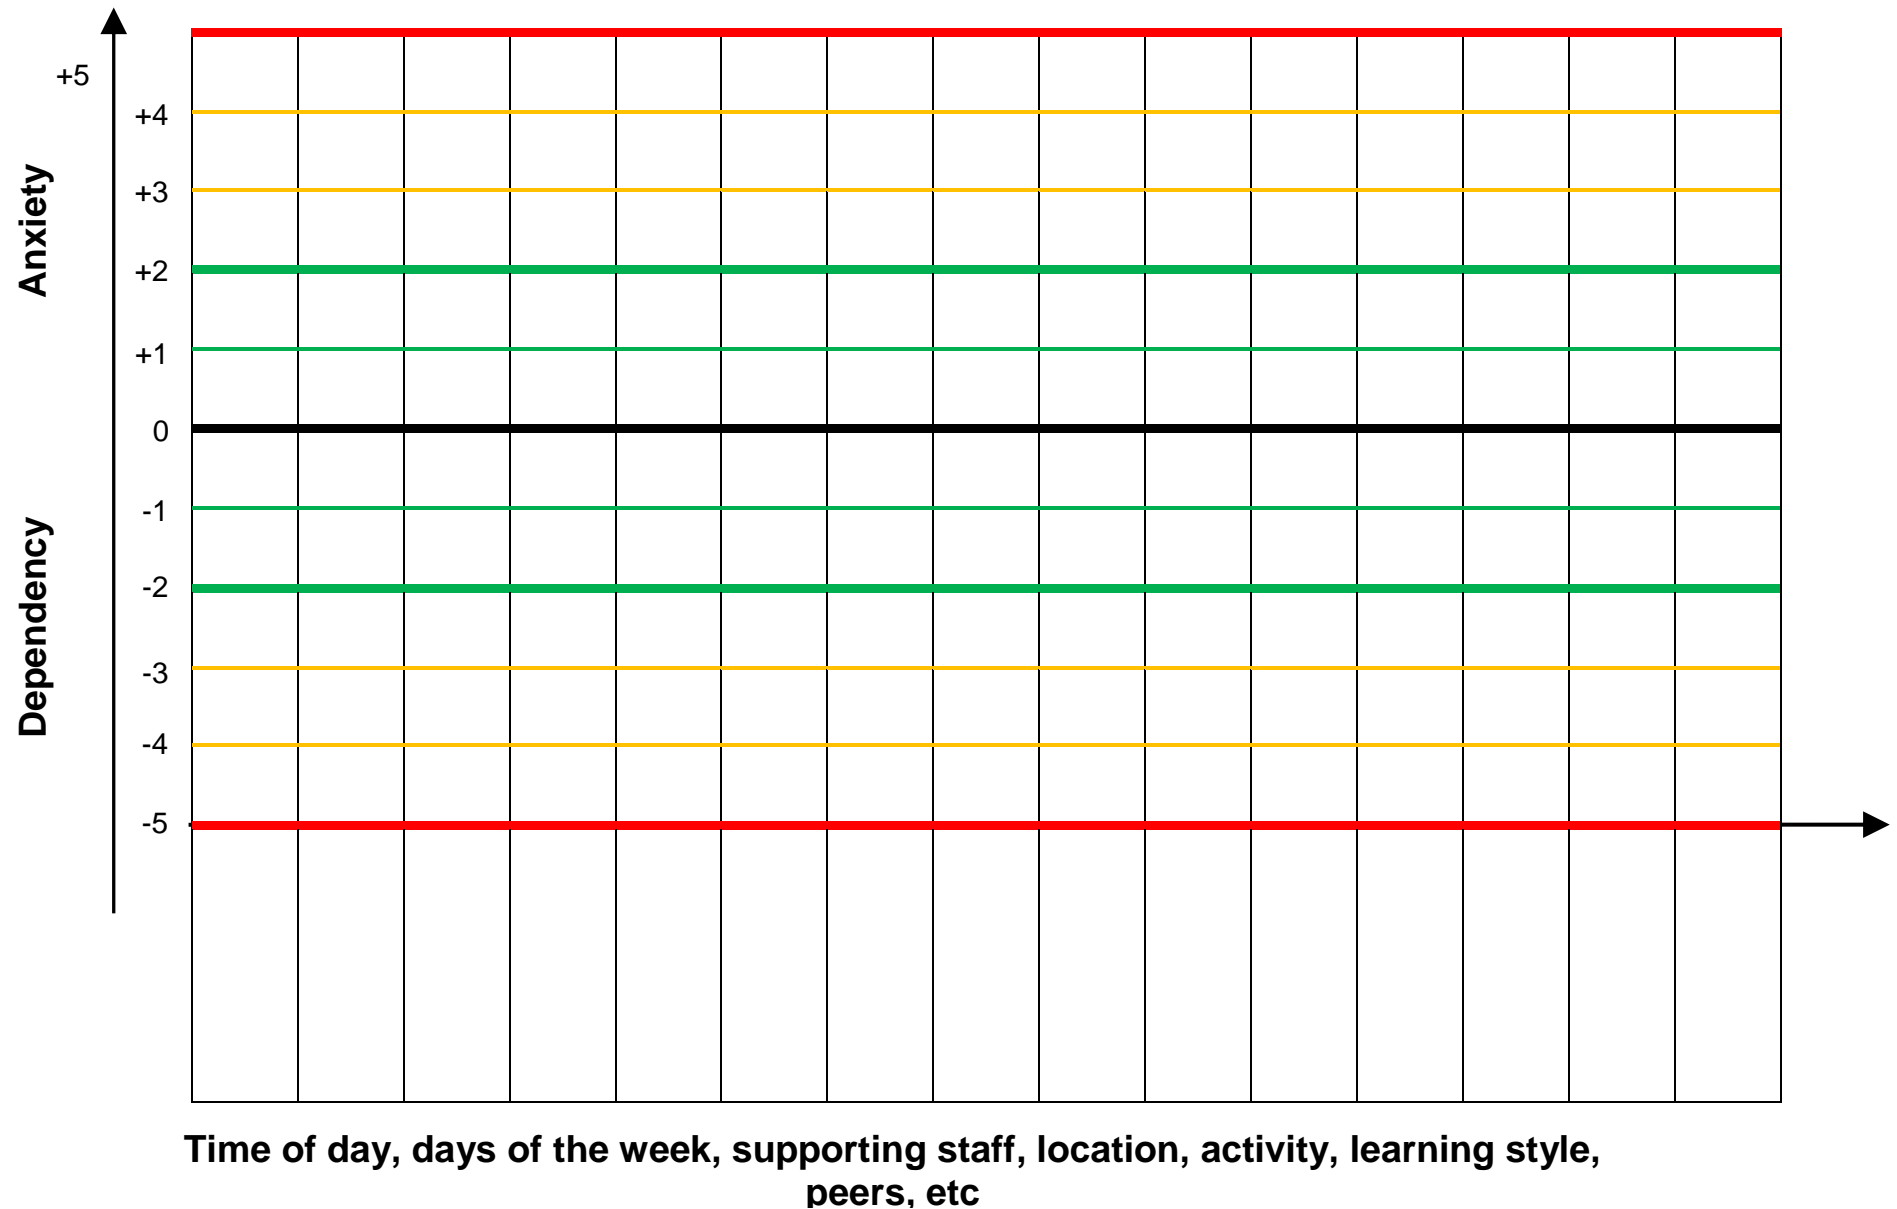 +5
+4
+3
Anxiety
+2
+1
0
-1
Dependency
-2
-3
-4
-5
Time of day, days of the week, supporting staff, location, activity, learning style,
peers, etc